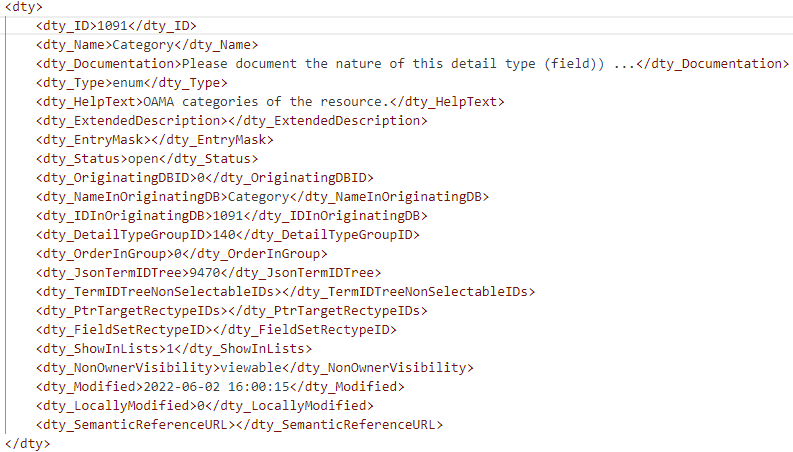 <dty>
<dty_ID>1091</dty_ID>
<dty_Name>Category</dty_Name>
<dty_Documentation>Please document the nature of this detail type (field)) ...</dty_Documentation>
<dty_Type>enum</dty_Type>
<dty_HelpText>OAMA categories of the resource.</dty_HelpText>
<dty_ExtendedDescription></dty_ExtendedDescription>
<dty_EntryMask></dty_EntryMask>
<dty_Status>open</dty_Status>
<dty_OriginatingDBID>0</dty_OriginatingDBID>
<dty_NameInOriginatingDB>Category</dty_NameInOriginatingDB>
<dty_IDInOriginatingDB>1091</dty_IDInOriginatingDB>
<dty_DetailTypeGroupID>140</dty_DetailTypeGroupID>
<dty_OrderInGroup>0</dty_OrderInGroup>
<dty_JsonTermIDTree>9470</dty_JsonTermIDTree>
<dty_TermIDTreeNonSelectableIDs></dty_TermIDTreeNonSelectableIDs>
<dty_PtrTargetRectypeIDs></dty_PtrTargetRectypeIDs>
<dty_FieldSetRectypeID></dty_FieldSetRectypeID>
<dty_ShowInLists>1</dty_ShowInLists>
<dty_NonOwnerVisibility>viewable</dty_NonOwnerVisibility>
<dty_Modified>2022-06-02 16:00:15</dty_Modified>
<dty_LocallyModified>0</dty_LocallyModified>
<dty_SemanticReferenceURL></dty_SemanticReferenceURL>
</dty>